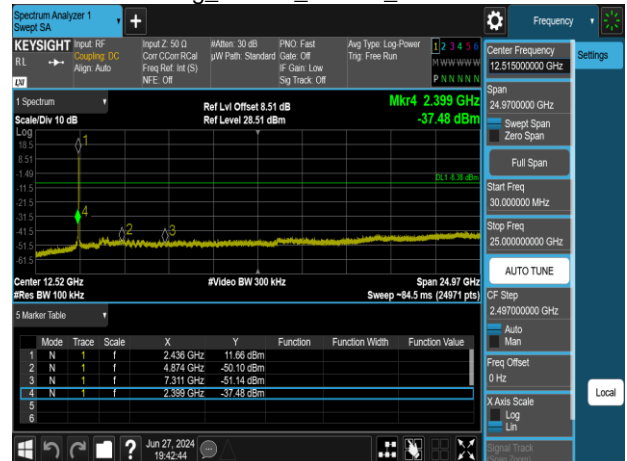 Spectrum Analyzer 1
Swept SA
+
Frequency
KEYSIGHT
RL
Input: RF
Coupling: DC
Align: Auto
Input Z: 50 Ω
Corr CCorr RCal
Freq Ref: Int (S)
NFE: Off
#Atten: 30 dB
µW Path: Standard
PNO: Fast
Gate: Off
IF Gain: Low
Sig Track: Off
Avg Type: Log-Power
Trig: Free Run
1 2 3 4 5 6
M W W W W W
P N N N N N
1 Spectrum
Scale/Div 10 dB
Ref Lvl Offset 8.51 dB
Ref Level 28.51 dBm
Mkr4 2.399 GHz
-37.48 dBm
Log
18.5
8.51
-1.49
-11.5
-21.5
-31.5
-41.5
-51.5
-61.5
1
4
2
3
DL1 -8.38 dBm
Center 12.52 GHz
#Res BW 100 kHz
#Video BW 300 kHz
Span 24.97 GHz
Sweep ~84.5 ms (24971 pts)
5 Marker Table
Mode Trace Scale X Y Function Function Width Function Value
1 N 1 f 2.436 GHz 11.66 dBm
2 N 1 f 4.874 GHz -50.10 dBm
3 N 1 f 7.311 GHz -51.14 dBm
4 N 1 f 2.399 GHz -37.48 dBm
5
6
?
Jun 27, 2024
19:42:44
Center Frequency
12.515000000 GHz
Span
24.9700000 GHz
Swept Span
Zero Span
Full Span
Start Freq
30.000000 MHz
Stop Freq
25.000000000 GHz
AUTO TUNE
CF Step
2.497000000 GHz
Auto
Man
Freq Offset
0 Hz
X Axis Scale
Log
Lin
Signal Track
(Span Zoom)
Settings
Local